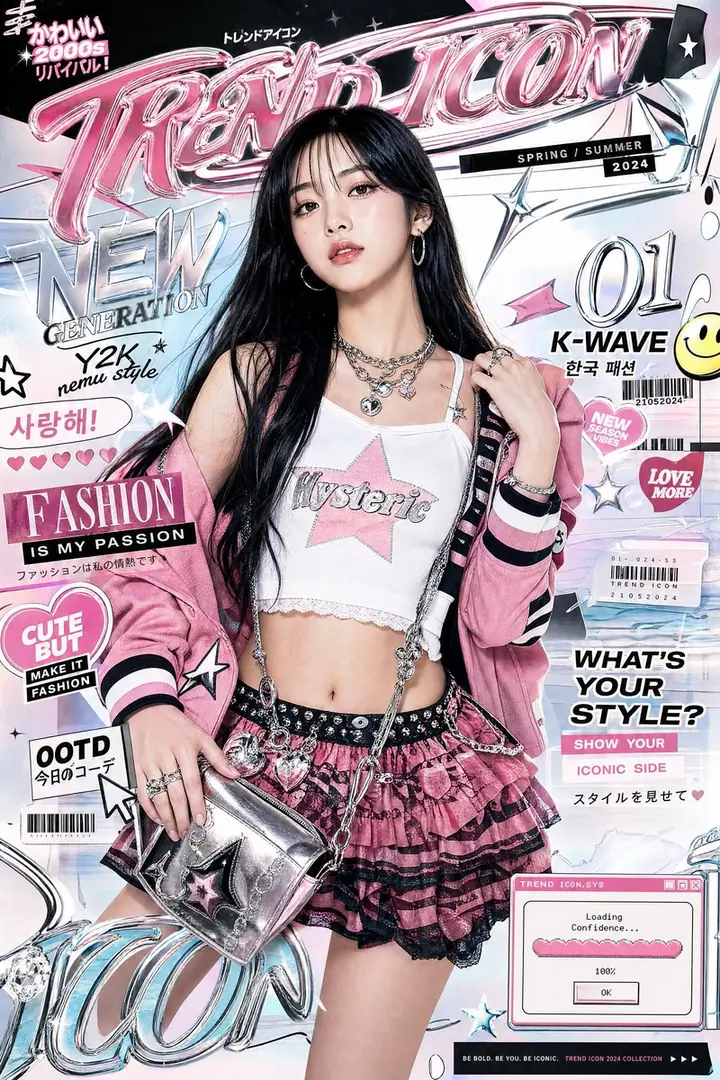 かわいい
2000s
リバイバル!
トレンドアイコン
TREND ICON
SPRING / SUMMER
2024
NEW
GENERATION
Y2K
nemu style
01
K-WAVE
한국 패션
21052024
NEW
SEASON
VIBES
LOVE
MORE
사랑해!
FASHION
IS MY PASSION
ファッションは私の情熱です
Hysteric
01- 024-SS
TREND ICON
21052024
CUTE
BUT
MAKE IT
FASHION
WHAT'S
YOUR
STYLE?
SHOW YOUR
ICONIC SIDE
スタイルを見せて
OOTD
今日のコーデ
ICON
TREND ICON.SYS
Loading
Confidence...
100%
OK
BE BOLD. BE YOU. BE ICONIC. TREND ICON 2024 COLLECTION